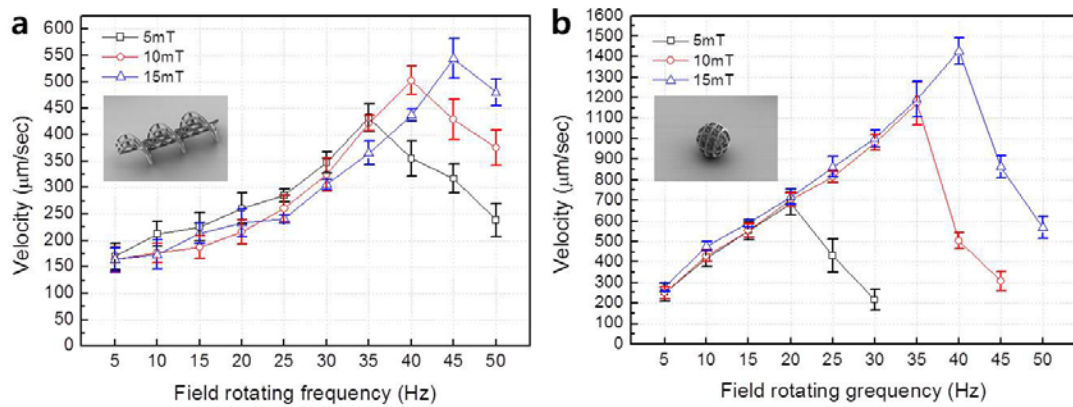 a
600
550
500
450
400
350
300
250
200
150
100
50
0
Velocity (μm/sec)
5mT
10mT
15mT
5 10 15 20 25 30 35 40 45 50
Field rotating frequency (Hz)
b
1600
1500
1400
1300
1200
1100
1000
900
800
700
600
500
400
300
200
100
0
Velocity (μm/sec)
5mT
10mT
15mT
5 10 15 20 25 30 35 40 45 50
Field rotating grequency (Hz)